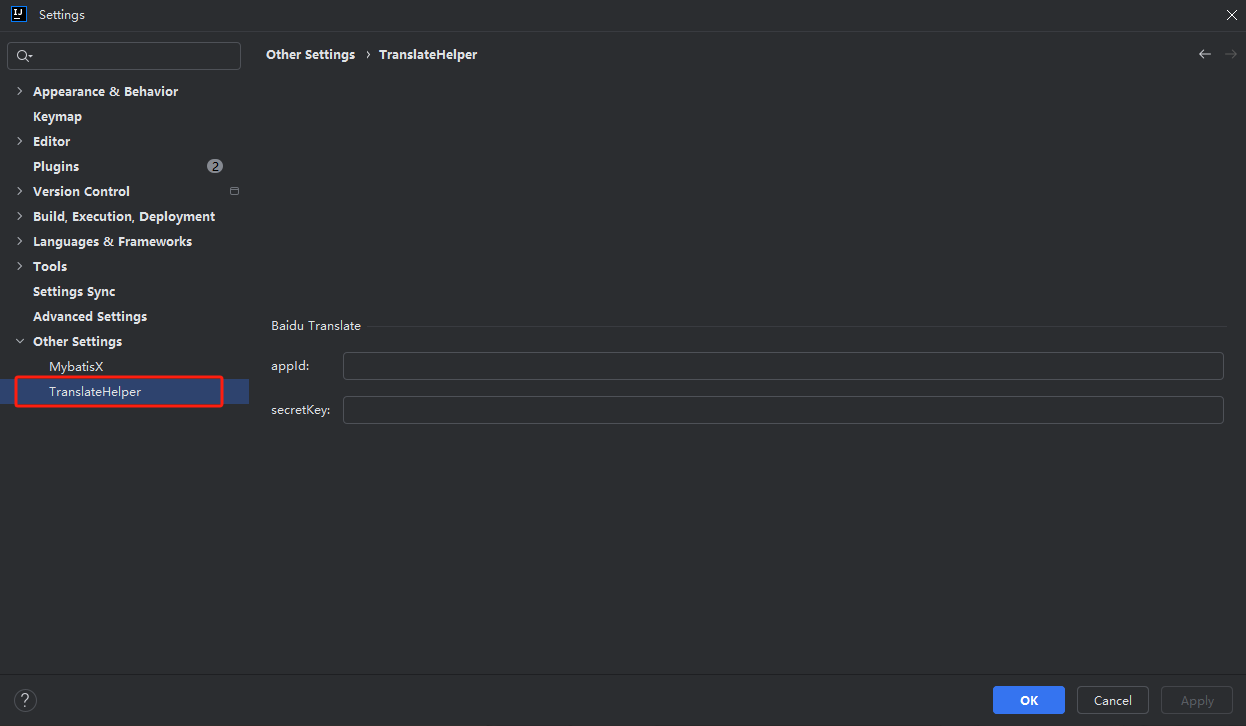 Settings
Other Settings › TranslateHelper
Appearance & Behavior
Keymap
Editor
Plugins 2
Version Control
Build, Execution, Deployment
Languages & Frameworks
Tools
Settings Sync
Advanced Settings
Other Settings
MybatisX
TranslateHelper
Baidu Translate
appId:
secretKey:
? OK Cancel Apply